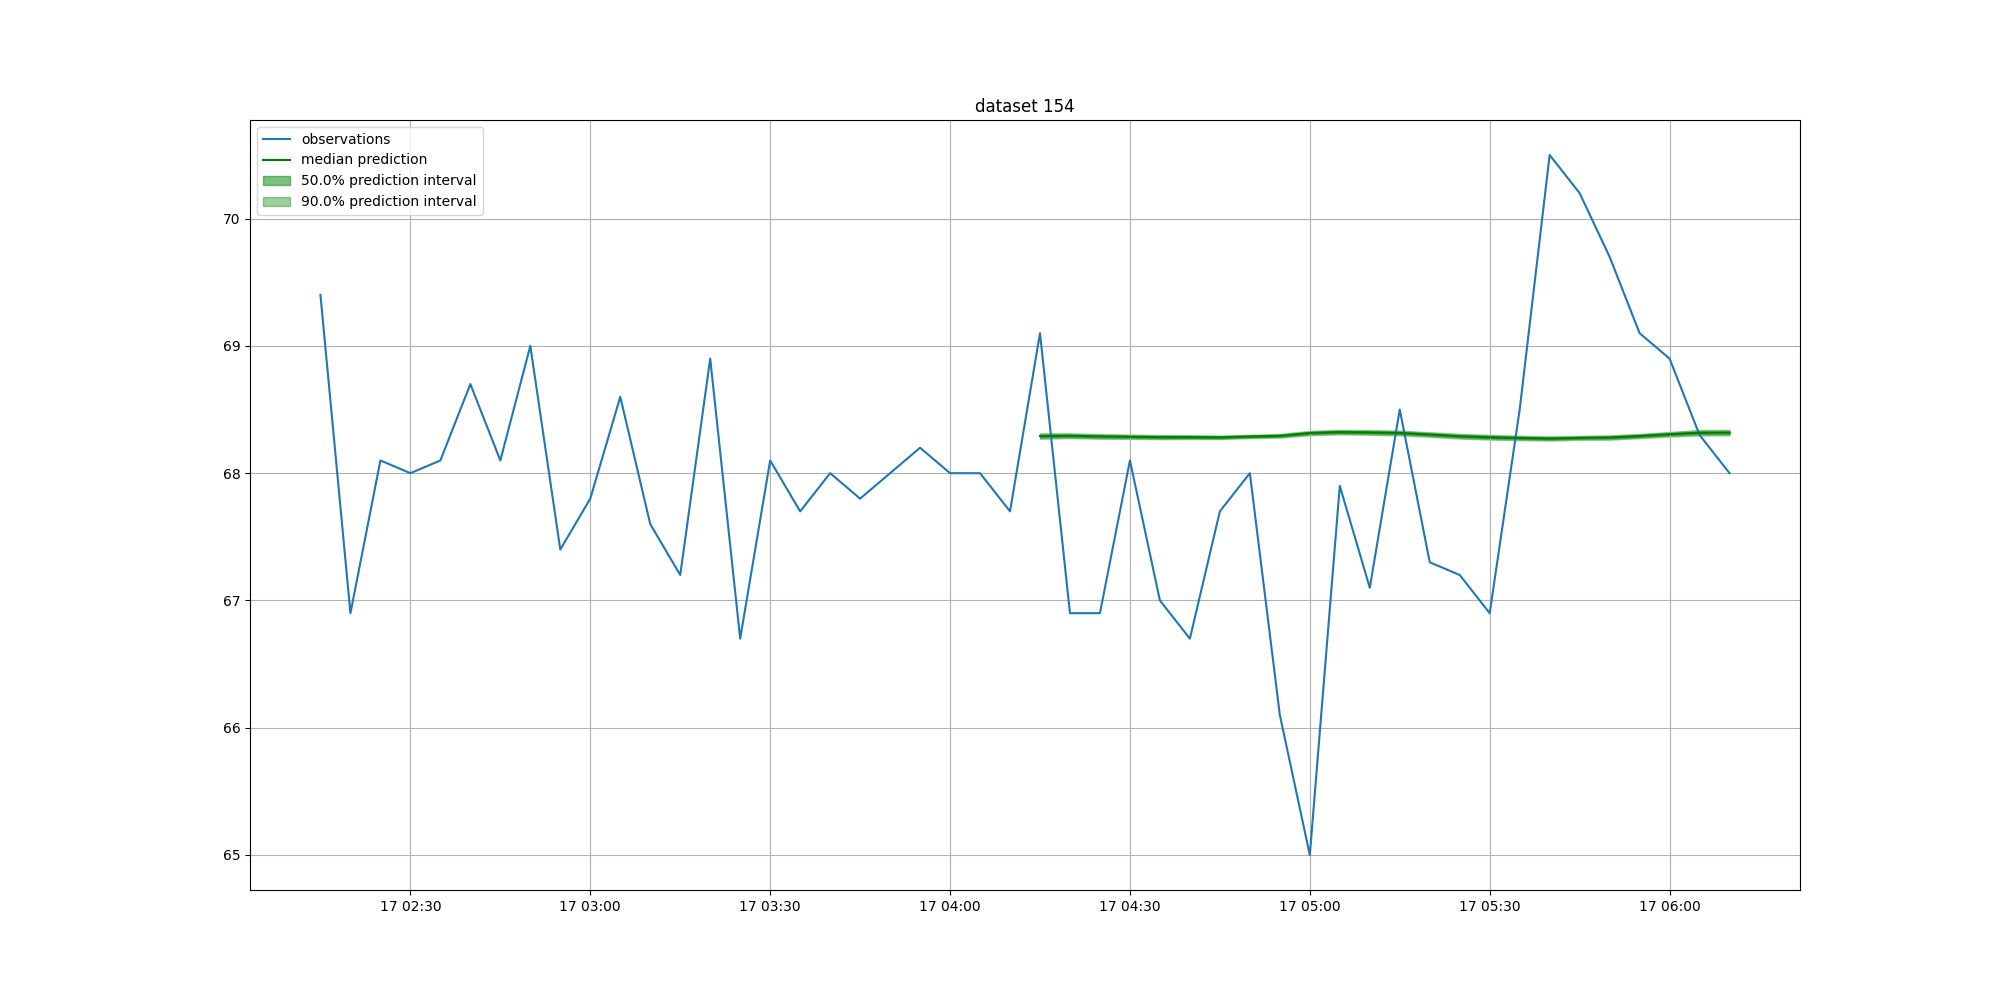 dataset 154
observations
median prediction
50.0% prediction interval
90.0% prediction interval
70
69
68
67
66
65
17 02:30
17 03:00
17 03:30
17 04:00
17 04:30
17 05:00
17 05:30
17 06:00